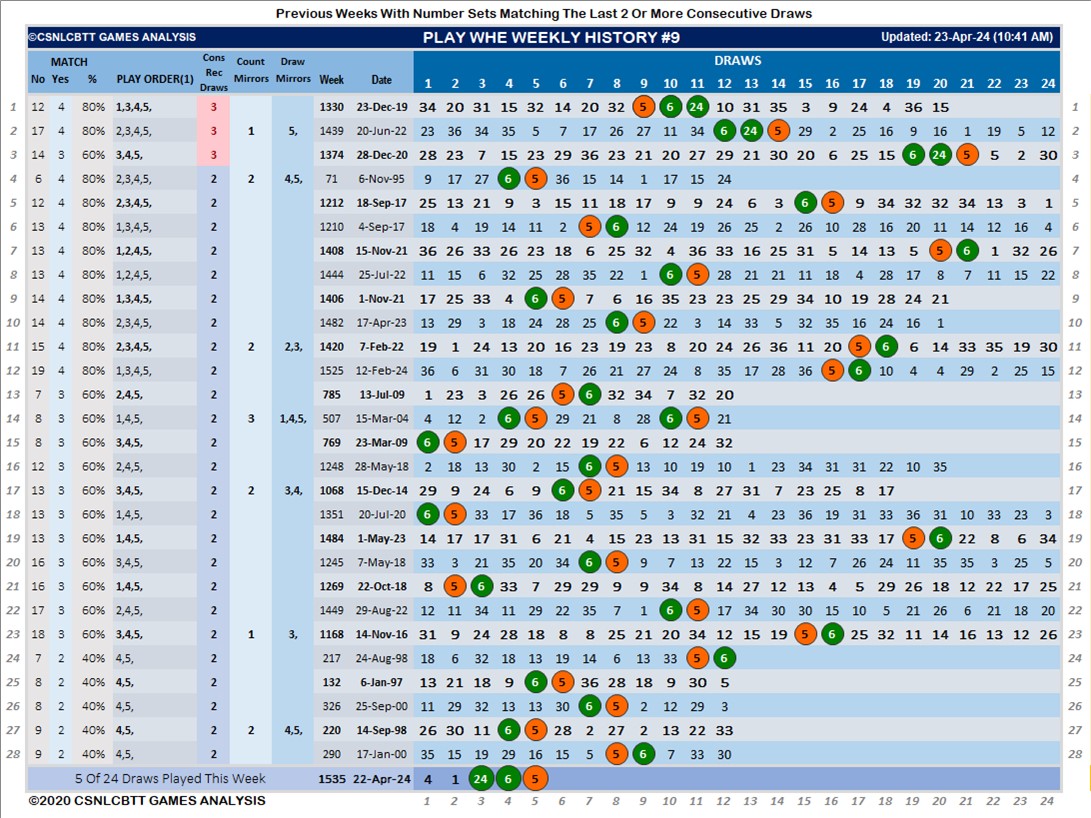 Previous Weeks With Number Sets Matching The Last 2 Or More Consecutive Draws
©CSNLCBTT GAMES ANALYSIS PLAY WHE WEEKLY HISTORY #9 Updated: 23-Apr-24 (10:41 AM)
MATCH Cons Count Draw DRAWS
No Yes % PLAY ORDER(1) Rec Mirrors Mirrors Week Date 1 2 3 4 5 6 7 8 9 10 11 12 13 14 15 16 17 18 19 20 21 22 23 24
Draws
1 12 4 80% 1,3,4,5, 3 1330 23-Dec-19 34 20 31 15 32 14 20 32 5 6 24 10 31 35 3 9 24 4 36 15 1
2 17 4 80% 2,3,4,5, 3 1 5, 1439 20-Jun-22 23 36 34 35 5 7 17 26 27 11 34 6 24 5 29 2 25 16 9 16 1 19 5 12 2
3 14 3 60% 3,4,5, 3 1374 28-Dec-20 28 23 7 15 23 29 36 23 21 20 27 29 21 30 20 6 25 15 6 24 5 5 2 30 3
4 6 4 80% 2,3,4,5, 2 2 4,5, 71 6-Nov-95 9 17 27 6 5 36 15 14 1 17 15 24 4
5 12 4 80% 2,3,4,5, 2 1212 18-Sep-17 25 13 21 9 3 15 11 18 17 9 9 24 6 3 6 5 9 34 32 32 34 13 3 1 5
6 13 4 80% 1,3,4,5, 2 1210 4-Sep-17 18 4 19 14 11 2 5 6 12 24 19 26 25 2 26 10 28 16 20 11 14 12 16 4 6
7 13 4 80% 1,2,4,5, 2 1408 15-Nov-21 36 26 33 26 23 18 6 25 32 4 36 33 16 25 31 5 14 13 5 5 6 1 32 26 7
8 13 4 80% 1,2,4,5, 2 1444 25-Jul-22 11 15 6 32 25 28 35 22 1 6 5 28 21 21 11 18 4 20 17 8 7 11 15 22 8
9 14 4 80% 1,3,4,5, 2 1406 1-Nov-21 17 25 33 4 6 5 7 6 16 35 23 23 25 29 34 10 19 28 24 21 9
10 14 4 80% 2,3,4,5, 2 1482 17-Apr-23 13 29 3 18 24 28 25 6 5 22 3 14 33 5 32 35 16 24 16 1 10
11 15 4 80% 2,3,4,5, 2 2 2,3, 1420 7-Feb-22 19 1 24 13 20 16 23 19 23 8 20 24 26 36 11 20 5 6 6 14 33 35 19 30 11
12 19 4 80% 1,3,4,5, 2 1525 12-Feb-24 36 6 31 30 18 7 26 21 27 24 8 35 17 28 36 5 6 10 4 4 29 2 25 15 12
13 7 3 60% 2,4,5, 2 785 13-Jul-09 1 23 3 26 26 5 6 32 34 7 32 20 13
14 8 3 60% 1,4,5, 2 3 1,4,5, 507 15-Mar-04 4 12 2 6 5 29 21 8 28 6 5 21 14
15 8 3 60% 3,4,5, 2 769 23-Mar-09 6 5 17 29 20 22 19 22 6 12 24 32 15
16 12 3 60% 2,4,5, 2 1248 28-May-18 2 18 13 30 2 15 6 5 13 10 19 10 1 23 34 31 31 22 10 35 16
17 13 3 60% 3,4,5, 2 2 3,4, 1068 15-Dec-14 29 9 24 6 9 6 5 21 15 34 8 27 31 7 23 25 8 17 17
18 13 3 60% 1,4,5, 2 1351 20-Jul-20 6 5 33 17 36 18 5 35 5 3 32 21 4 23 36 19 31 33 36 31 10 33 23 3 18
19 13 3 60% 1,4,5, 2 1484 1-May-23 14 17 17 31 6 21 4 15 23 13 31 15 32 33 23 31 33 17 5 6 22 8 6 34 19
20 16 3 60% 3,4,5, 2 1245 7-May-18 33 3 21 35 20 34 6 5 9 7 13 22 15 3 12 7 26 24 11 35 35 3 25 5 20
21 16 3 60% 1,4,5, 2 1269 22-Oct-18 8 5 6 33 7 29 29 9 9 34 8 14 27 12 13 4 5 29 26 18 12 22 17 25 21
22 17 3 60% 2,4,5, 2 1449 29-Aug-22 12 11 34 11 29 22 35 7 1 6 5 17 34 30 30 15 10 5 21 26 6 21 18 20 22
23 18 3 60% 3,4,5, 2 1 3, 1168 14-Nov-16 31 9 24 28 18 8 8 25 21 20 34 12 15 19 5 6 25 32 11 14 16 13 12 26 23
24 7 2 40% 4,5, 2 217 24-Aug-98 18 6 32 18 13 19 14 6 13 33 5 6 24
25 8 2 40% 4,5, 2 132 6-Jan-97 13 21 18 9 6 5 36 28 18 9 30 5 25
26 8 2 40% 4,5, 2 326 25-Sep-00 11 29 32 13 13 30 6 5 2 12 29 3 26
27 9 2 40% 4,5, 2 2 4,5, 220 14-Sep-98 26 30 11 6 5 28 2 27 2 13 22 33 27
28 9 2 40% 4,5, 2 290 17-Jan-00 35 15 19 29 16 15 5 5 6 7 33 30 28
5 Of 24 Draws Played This Week 1535 22-Apr-24 4 1 24 6 5
©2020 CSNLCBTT GAMES ANALYSIS 1 2 3 4 5 6 7 8 9 10 11 12 13 14 15 16 17 18 19 20 21 22 23 24